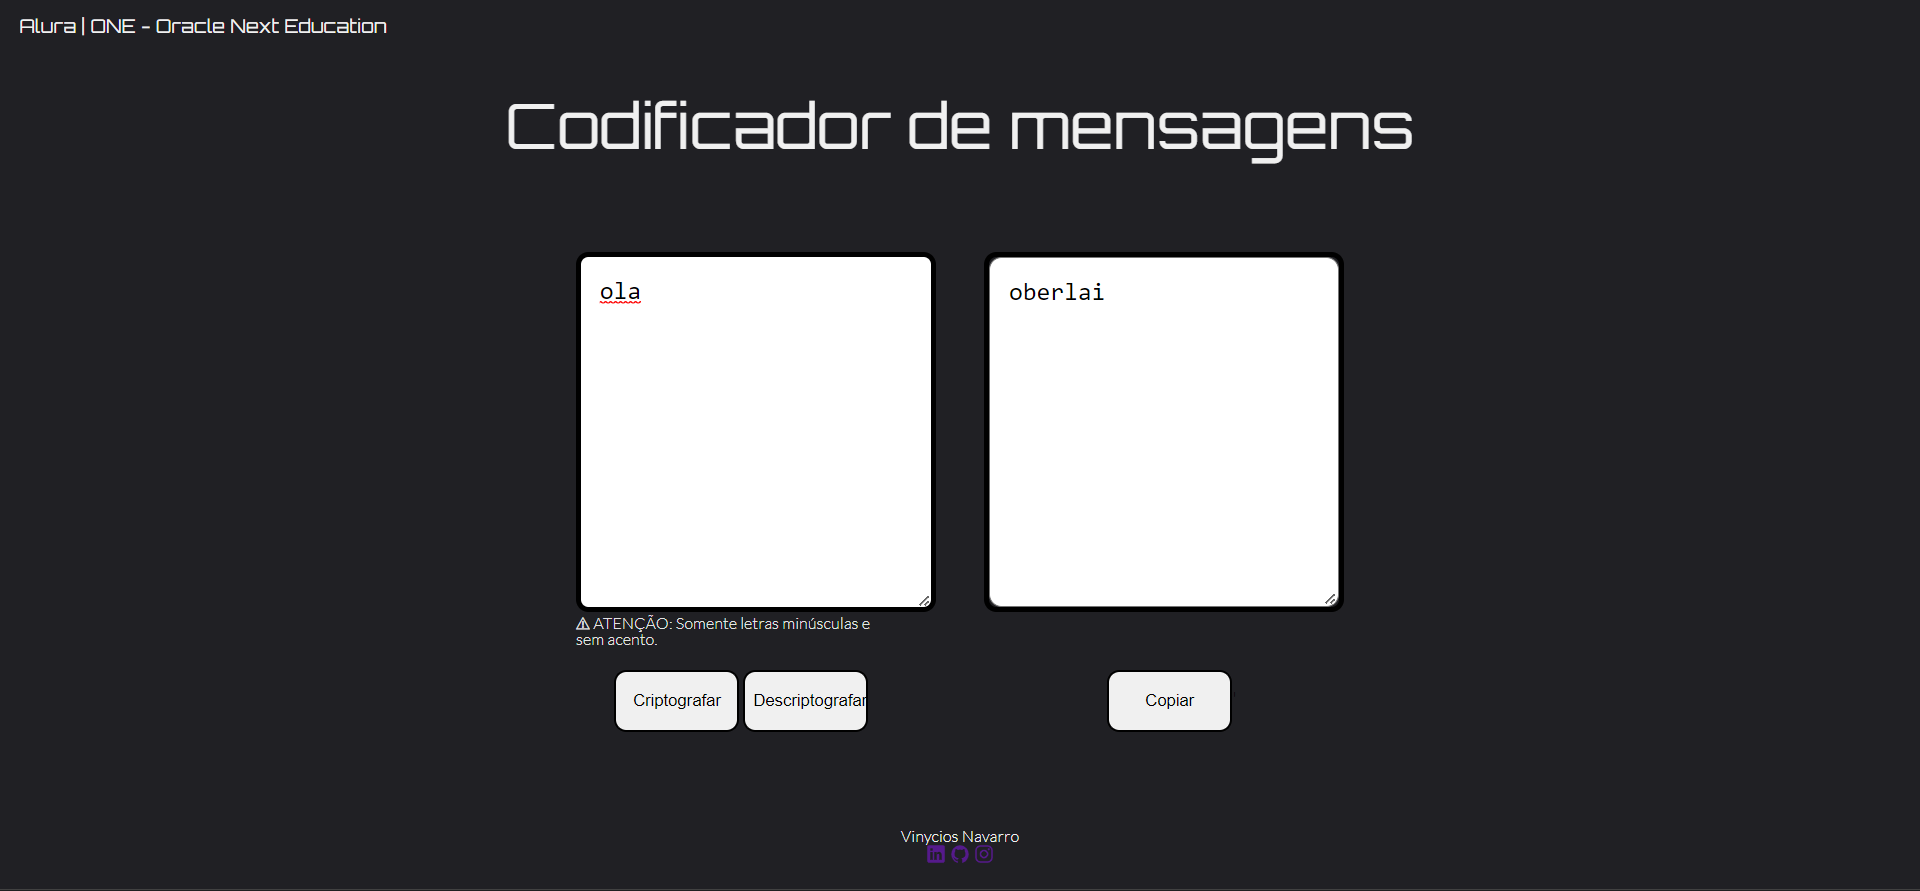 Alura | ONE - Oracle Next Education
Codificador de mensagens
ola
oberlai
⚠ ATENÇÃO: Somente letras minúsculas e
sem acento.
Criptografar
Descriptografar
Copiar
Vinycios Navarro